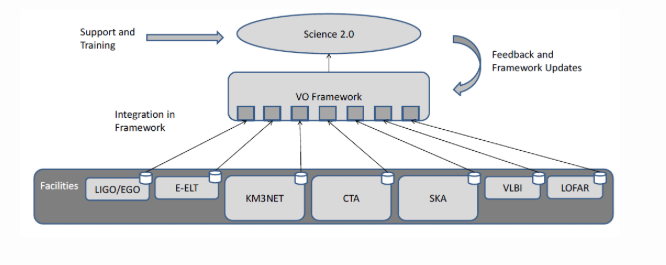 Support and
Training
Science 2.0
Feedback and
Framework Updates
VO Framework
Integration in
Framework
Facilities
LIGO/EGO
E-ELT
KM3NET
CTA
SKA
VLBI
LOFAR